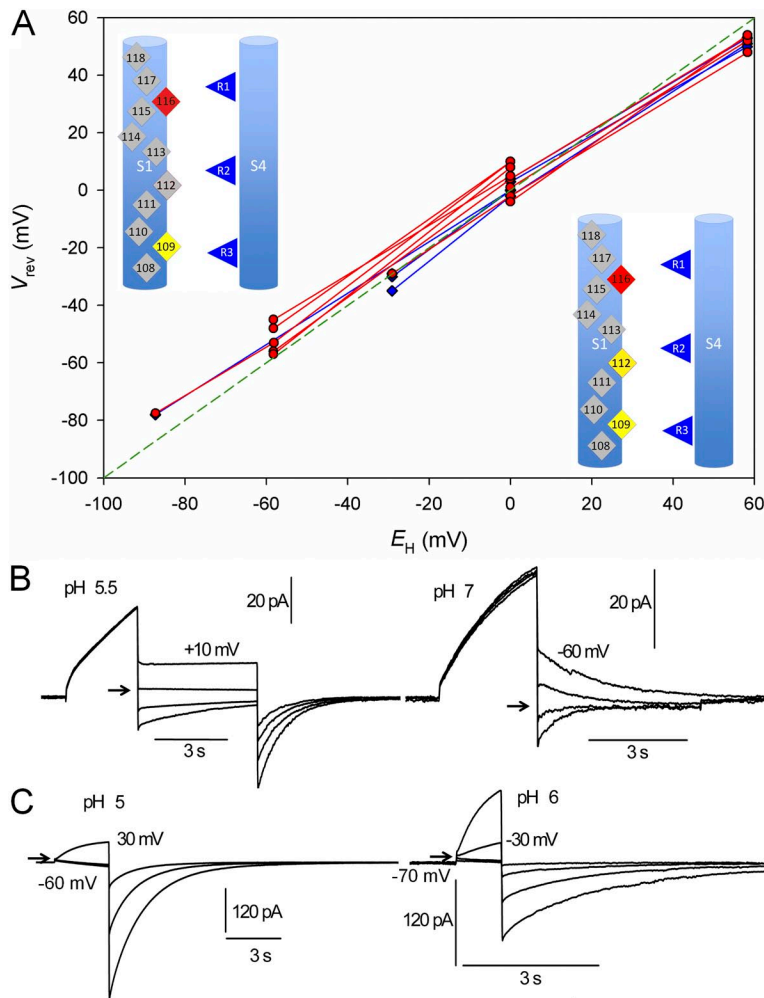 A
60
40
20
0
-20
-40
-60
-80
-100
V rev (mV)
-100 -80 -60 -40 -20 0 20 40 60
E H (mV)
118
117
116
115
114
113
S1
112
111
110
109
108
R1
R2
R3
S4
118
117
116
115
114
113
S1
112
111
110
109
108
R1
R2
R3
S4
B
pH 5.5
20 pA
+10 mV
3 s
pH 7
20 pA
-60 mV
3 s
C
pH 5
30 mV
-60 mV
120 pA
3 s
pH 6
-30 mV
-70 mV
120 pA
3 s